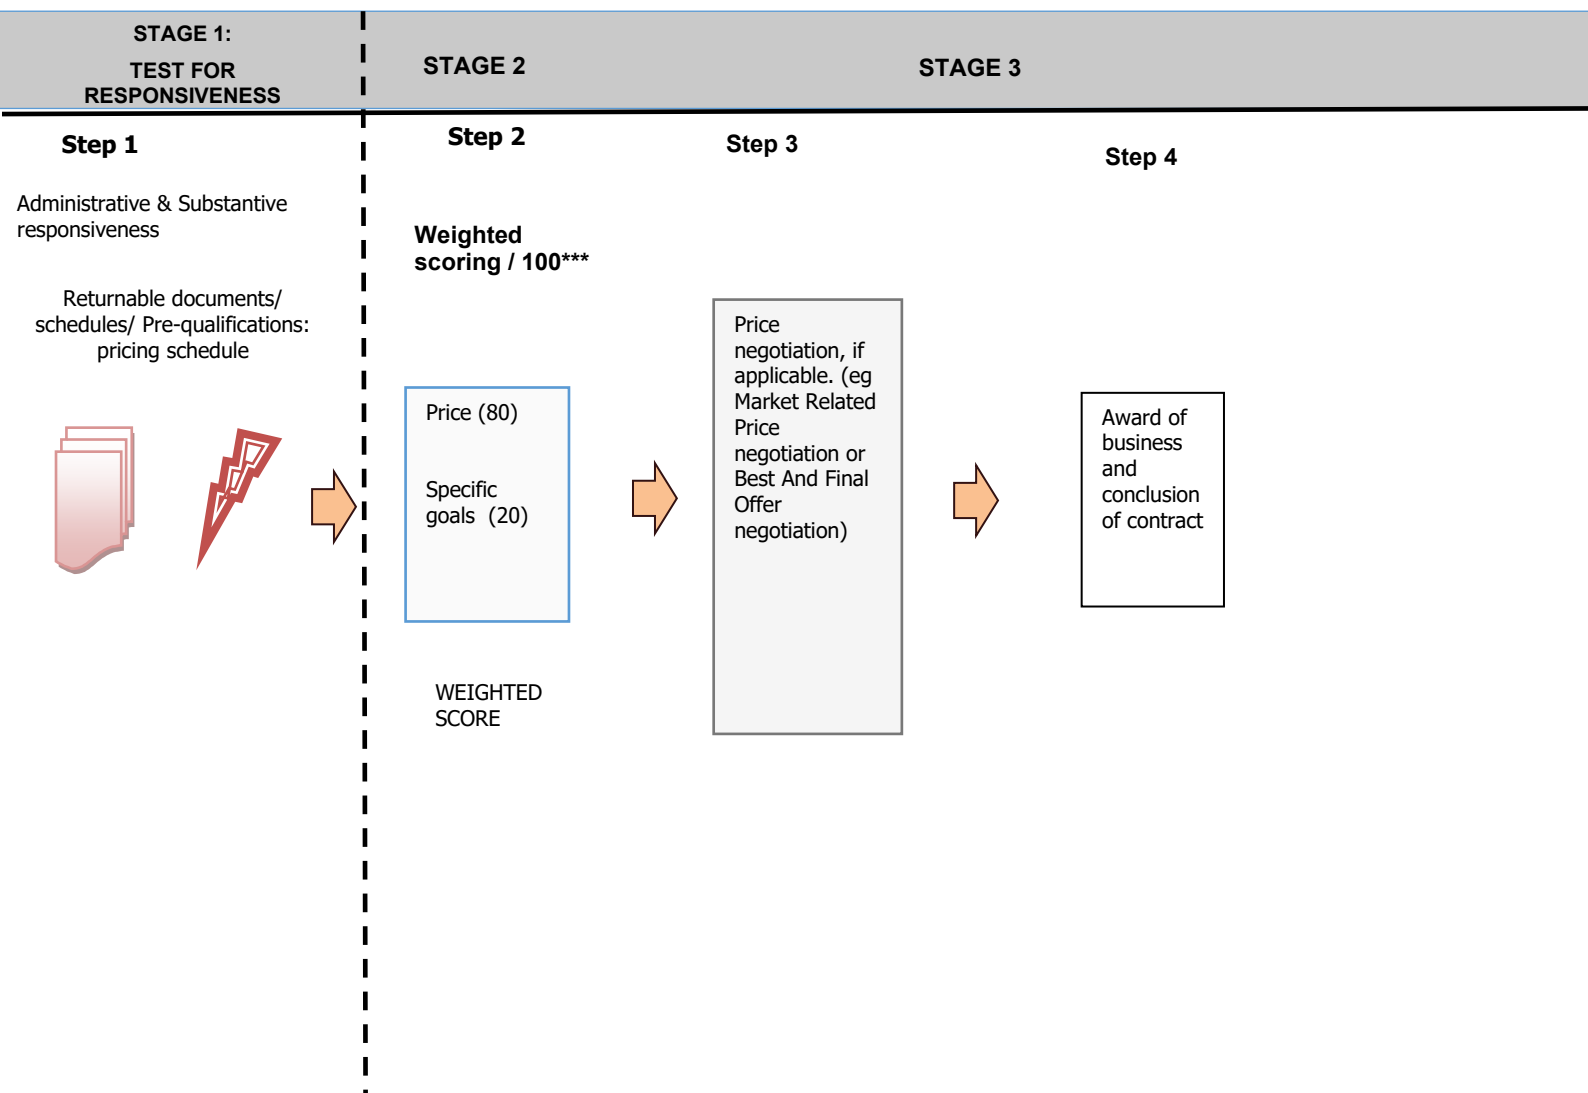 STAGE 1:
TEST FOR
RESPONSIVENESS
STAGE 2
STAGE 3
Step 1
Administrative & Substantive
responsiveness
Returnable documents/
schedules/ Pre-qualifications:
pricing schedule
Step 2
Weighted
scoring / 100***
Price (80)
Specific
goals (20)
WEIGHTED
SCORE
Step 3
Price
negotiation, if
applicable. (eg
Market Related
Price
negotiation or
Best And Final
Offer
negotiation)
Step 4
Award of
business
and
conclusion
of contract